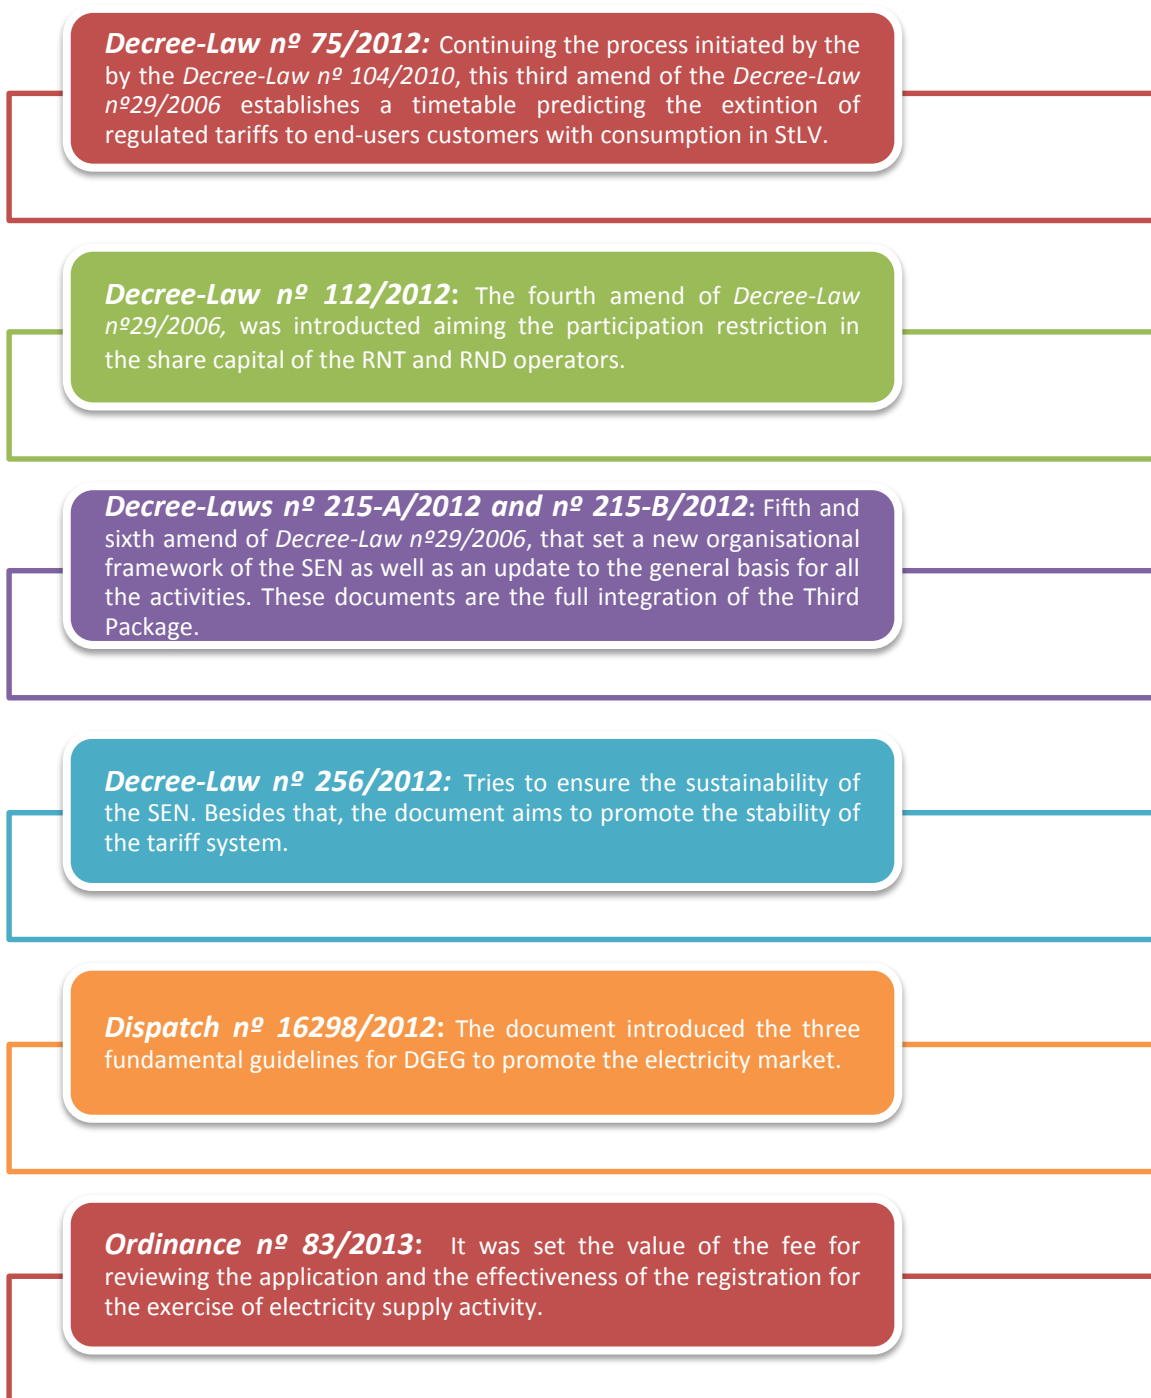 Decree-Law nº 75/2012: Continuing the process initiated by the
by the Decree-Law nº 104/2010, this third amend of the Decree-Law
nº29/2006 establishes a timetable predicting the extintion of
regulated tariffs to end-users customers with consumption in StLV.
Decree-Law nº 112/2012: The fourth amend of Decree-Law
nº29/2006, was introducted aiming the participation restriction in
the share capital of the RNT and RND operators.
Decree-Laws nº 215-A/2012 and nº 215-B/2012: Fifth and
sixth amend of Decree-Law nº29/2006, that set a new organisational
framework of the SEN as well as an update to the general basis for all
the activities. These documents are the full integration of the Third
Package.
Decree-Law nº 256/2012: Tries to ensure the sustainability of
the SEN. Besides that, the document aims to promote the stability of
the tariff system.
Dispatch nº 16298/2012: The document introduced the three
fundamental guidelines for DGEG to promote the electricity market.
Ordinance nº 83/2013: It was set the value of the fee for
reviewing the application and the effectiveness of the registration for
the exercise of electricity supply activity.